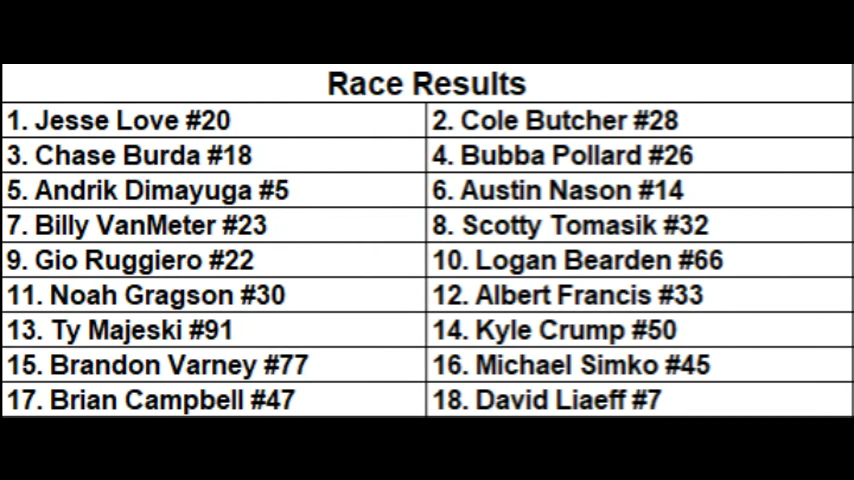 Race Results
1. Jesse Love #20
2. Cole Butcher #28
3. Chase Burda #18
4. Bubba Pollard #26
5. Andrik Dimayuga #5
6. Austin Nason #14
7. Billy VanMeter #23
8. Scotty Tomasik #32
9. Gio Ruggiero #22
10. Logan Bearden #66
11. Noah Gragson #30
12. Albert Francis #33
13. Ty Majeski #91
14. Kyle Crump #50
15. Brandon Varney #77
16. Michael Simko #45
17. Brian Campbell #47
18. David Liaeff #7